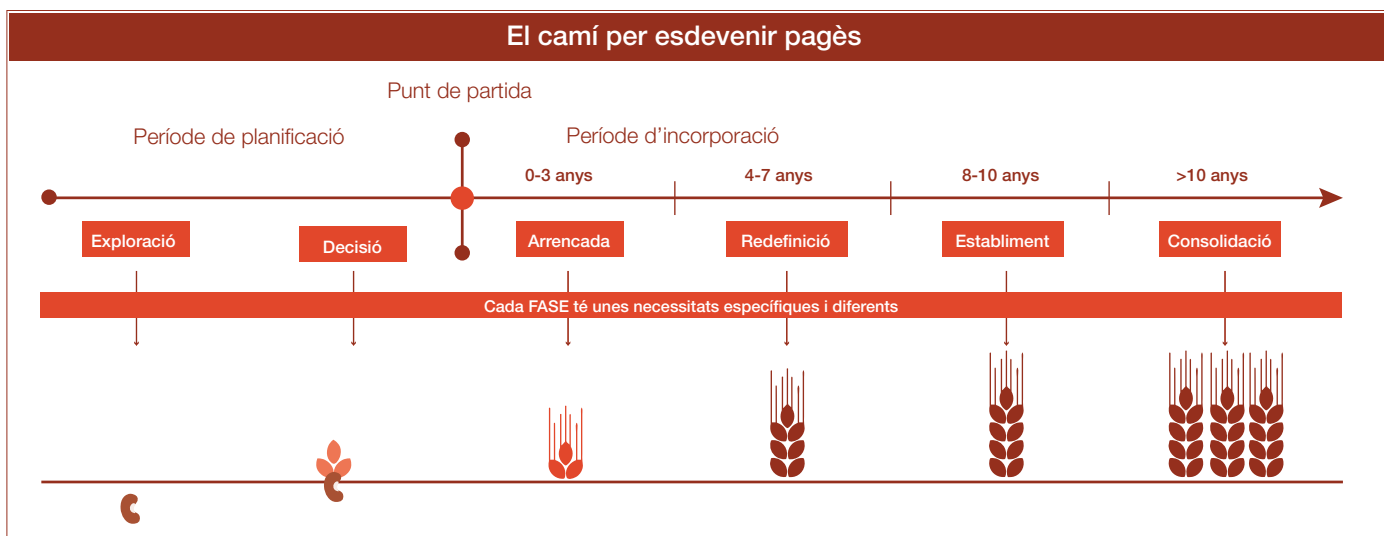 El camí per esdevenir pagès
Punt de partida
Període de planificació
Període d’incorporació
0-3 anys
4-7 anys
8-10 anys
>10 anys
Exploració
Decisió
Arrencada
Redefinició
Establiment
Consolidació
Cada FASE té unes necessitats específiques i diferents